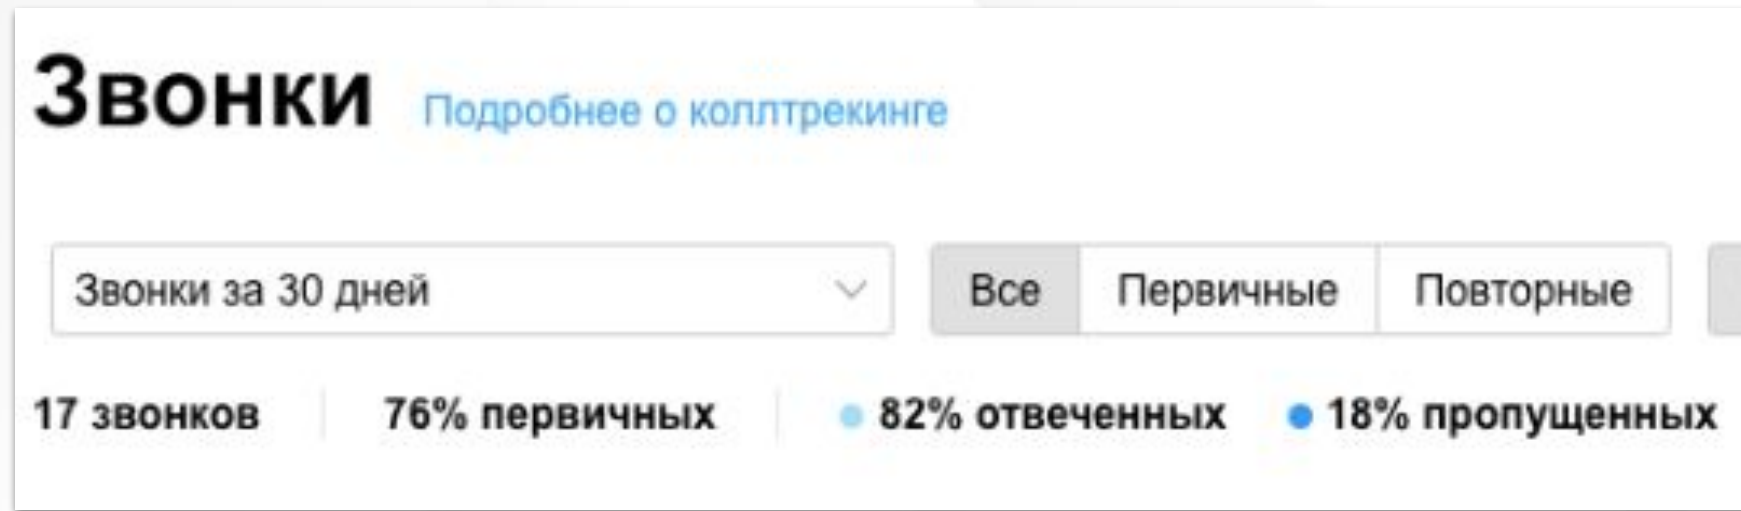 Звонки Подробнее о коллтрекинге
Звонки за 30 дней Все Первичные Повторные
17 звонков 76% первичных 82% отвеченных 18% пропущенных